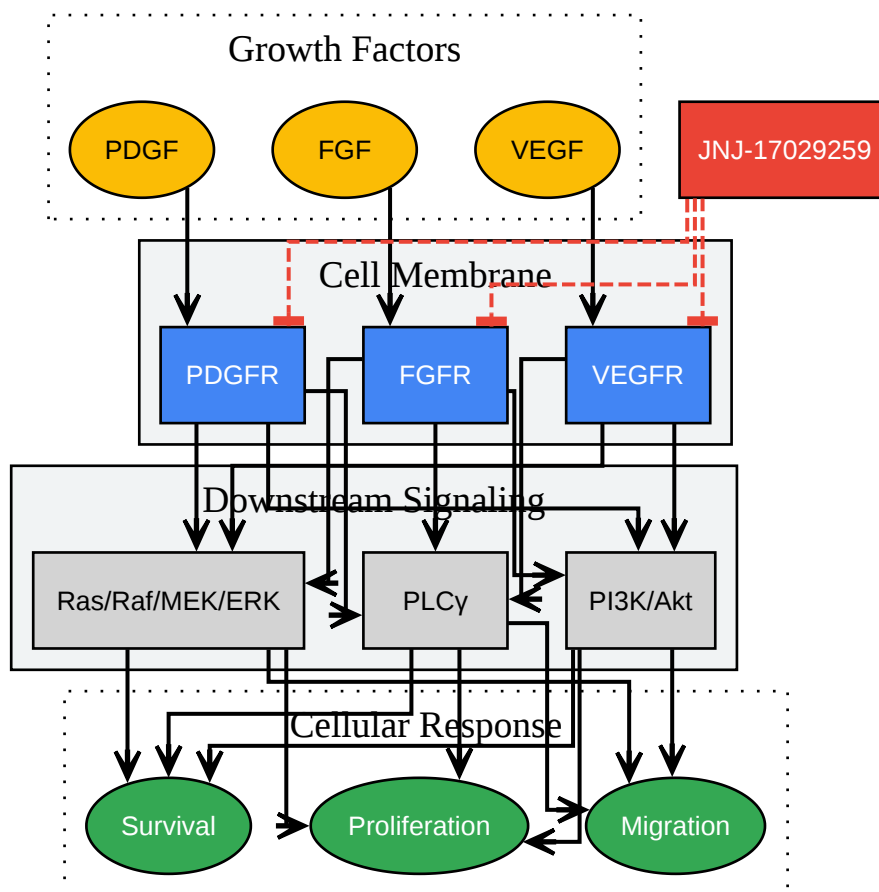 Growth Factors
PDGF
FGF
VEGF
JNJ-17029259
Cell Membrane
PDGFR
FGFR
VEGFR
Downstream Signaling
Ras/Raf/MEK/ERK
PLCγ
PI3K/Akt
Cellular Response
Survival
Proliferation
Migration